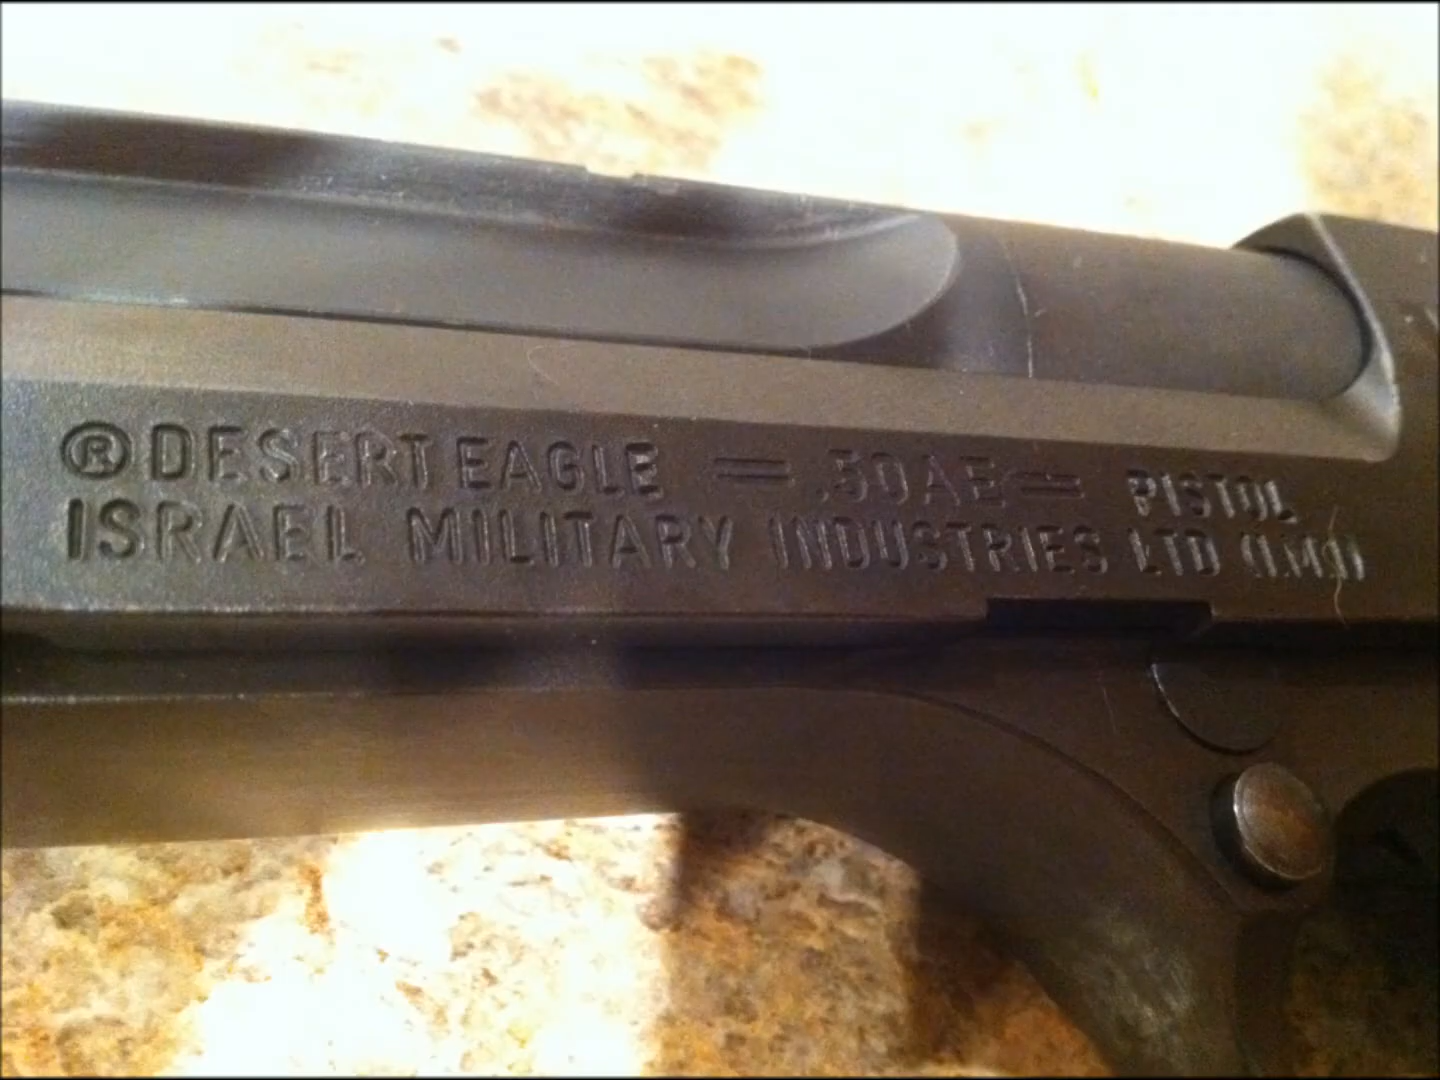 ® DESERT EAGLE = .50AE = PISTOL
ISRAEL MILITARY INDUSTRIES LTD (I.M.I)